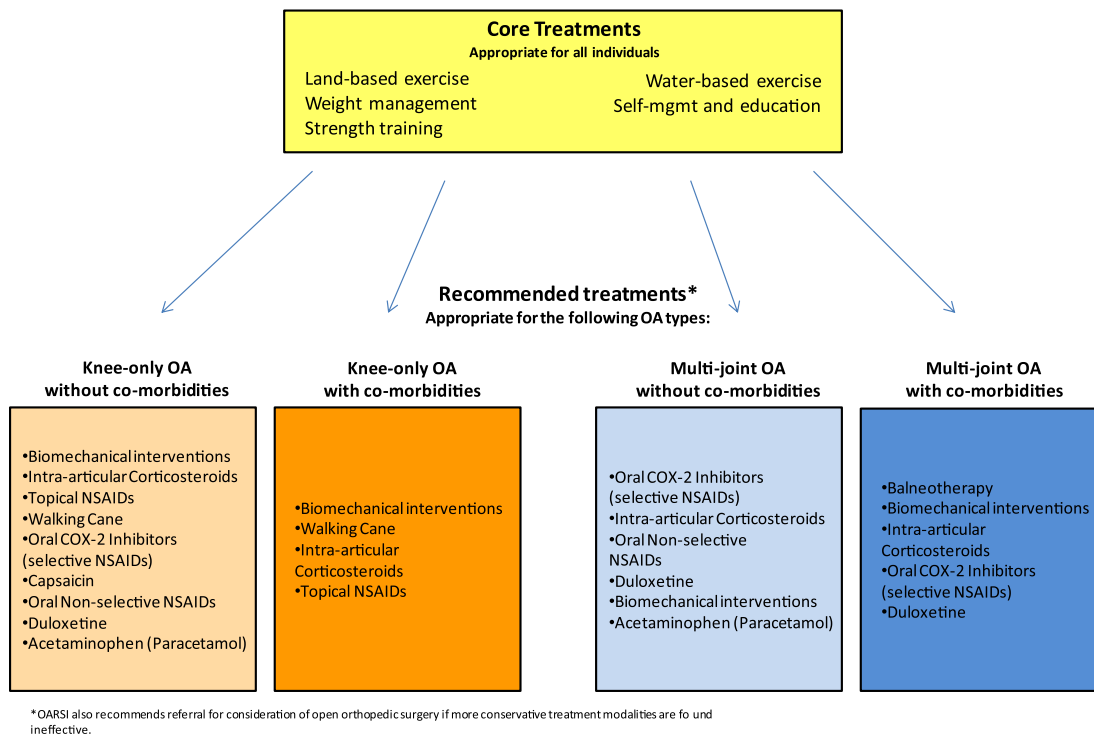 Core Treatments
Appropriate for all individuals
Land-based exercise
Weight management
Strength training
Water-based exercise
Self-mgmt and education
Recommended treatments*
Appropriate for the following OA types:
Knee-only OA
without co-morbidities
•Biomechanical interventions
•Intra-articular Corticosteroids
•Topical NSAIDs
•Walking Cane
•Oral COX-2 Inhibitors
(selective NSAIDs)
•Capsaicin
•Oral Non-selective NSAIDs
•Duloxetine
•Acetaminophen (Paracetamol)
Knee-only OA
with co-morbidities
•Biomechanical interventions
•Walking Cane
•Intra-articular
Corticosteroids
•Topical NSAIDs
Multi-joint OA
without co-morbidities
•Oral COX-2 Inhibitors
(selective NSAIDs)
•Intra-articular Corticosteroids
•Oral Non-selective
NSAIDs
•Duloxetine
•Biomechanical interventions
•Acetaminophen (Paracetamol)
Multi-joint OA
with co-morbidities
•Balneotherapy
•Biomechanical interventions
•Intra-articular
Corticosteroids
•Oral COX-2 Inhibitors
(selective NSAIDs)
•Duloxetine
*OARSI also recommends referral for consideration of open orthopedic surgery if more conservative treatment modalities are fo und
ineffective.